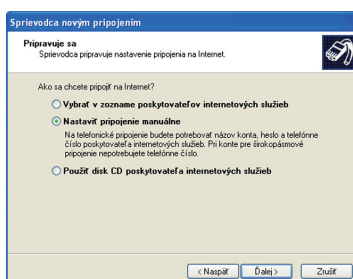 Sprievodca novým pripojením
Pripravuje sa
Sprievodca pripravuje nastavenie pripojenia na Internet.
Ako sa chcete pripojiť na Internet?
Vybrať v zozname poskytovateľov internetových služieb
Nastaviť pripojenie manuálne
Na telefonické pripojenie budete potrebovať názov konta, heslo a telefónne
číslo poskytovateľa internetových služieb. Pri konte pre širokopásmové
pripojenie nepotrebujete telefónne číslo.
Použiť disk CD poskytovateľa internetových služieb
< Naspäť
Ďalej >
Zrušiť